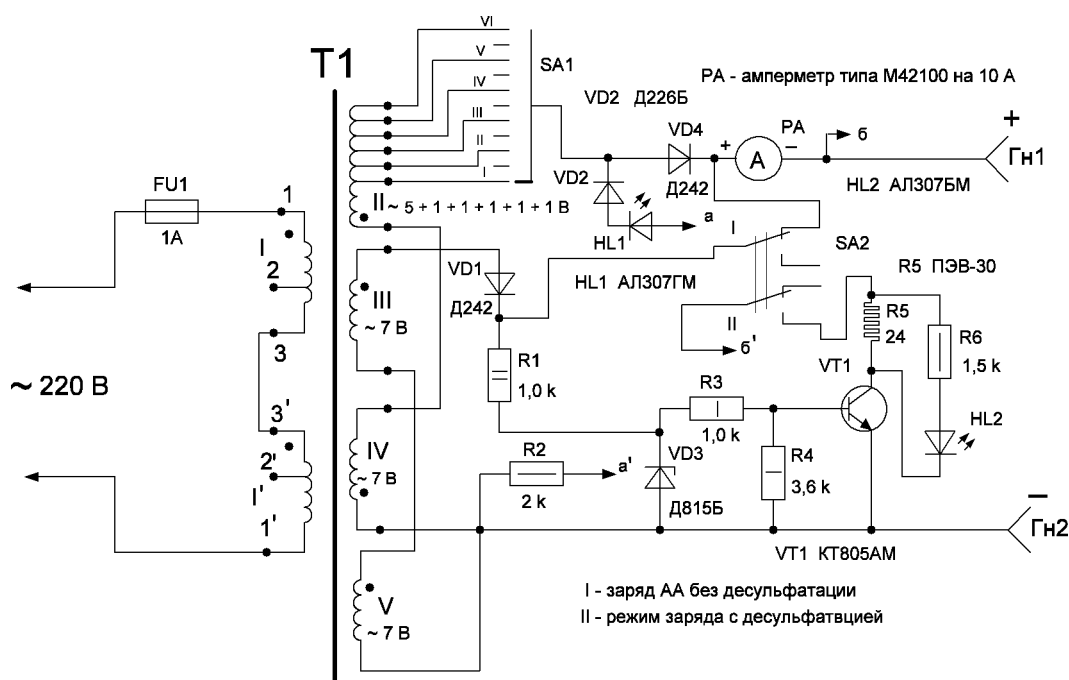 T1
VI
V
IV
III
II
I
SA1
РА - амперметр типа М42100 на 10 А
VD2 Д226Б
VD4
РА
+
А
−
б
+
Гн1
FU1
1А
1
VD2
Д242
HL2 АЛ307БМ
II ~ 5 + 1 + 1 + 1 + 1 + 1 В
HL1
а
I
SA2
I
2
VD1
Д242
HL1 АЛ307ГМ
R5 ПЭВ-30
III
~ 7 В
II
б'
R5
24
R6
1,5 k
3
~ 220 В
R1
1,0 k
VT1
3'
R3
1,0 k
HL2
2'
I'
1'
IV
~ 7 В
R2
2 k
а'
VD3
Д815Б
R4
3,6 k
−
Гн2
VT1 КТ805АМ
V
~ 7 В
I - заряд АА без десульфатации
II - режим заряда с десульфатвцией